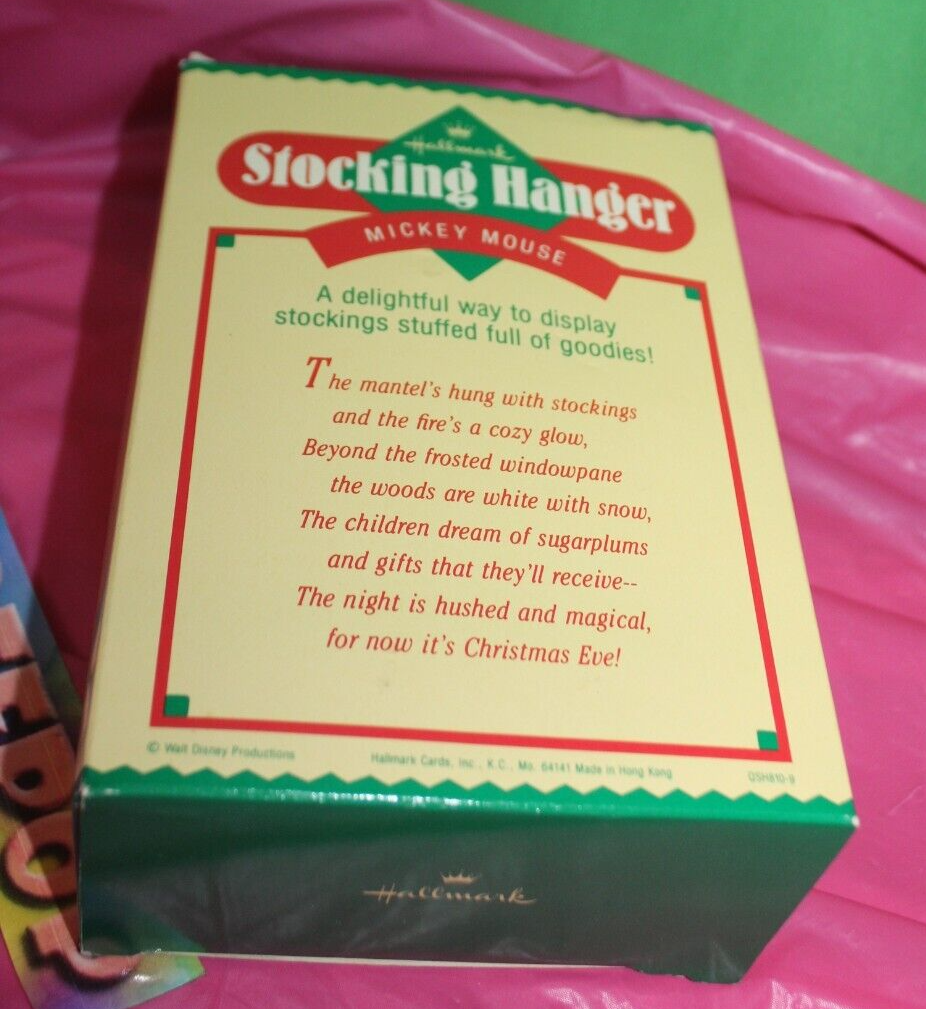 Hallmark
Stocking Hanger
MICKEY MOUSE
A delightful way to display
stockings stuffed full of goodies!
The mantel's hung with stockings
and the fire's a cozy glow,
Beyond the frosted windowpane
the woods are white with snow,
The children dream of sugarplums
and gifts that they'll receive--
The night is hushed and magical,
for now it's Christmas Eve!
© Walt Disney Productions
Hallmark Cards, Inc., K.C., Mo. 64141 Made in Hong Kong
QSH810-9
Hallmark